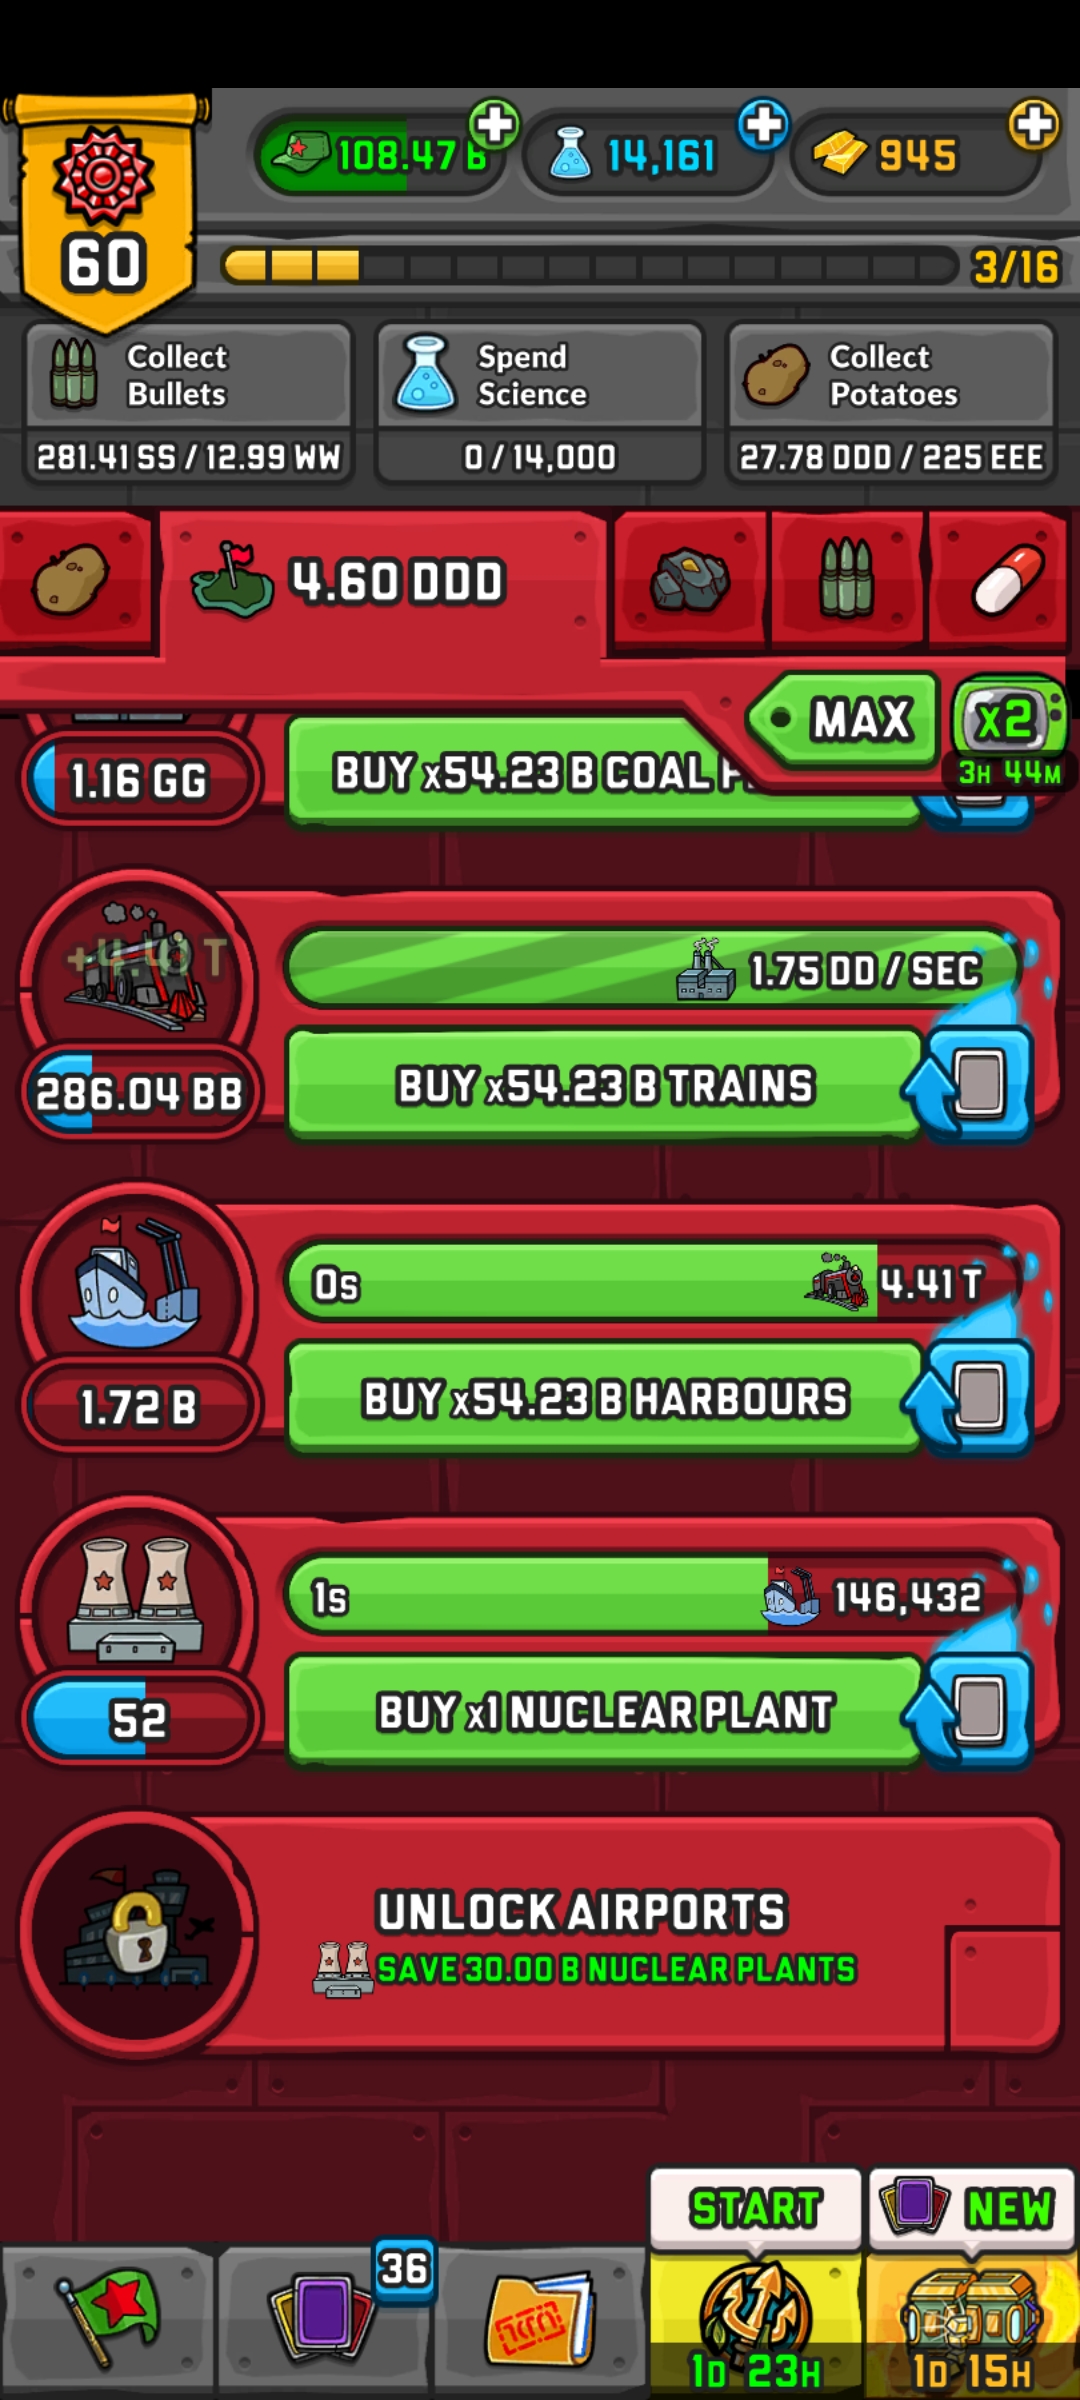 108.47 B
14,161
945
60
3/16
Collect
Bullets
281.41 SS / 12.99 WW
Spend
Science
0 / 14,000
Collect
Potatoes
27.78 DDD / 225 EEE
4.60 DDD
MAX
x2
3H 44M
1.16 GG
BUY x54.23 B COAL
+4.41 T
1.75 DD / SEC
286.04 BB
BUY x54.23 B TRAINS
0s
4.41 T
1.72 B
BUY x54.23 B HARBOURS
1s
146,432
52
BUY x1 NUCLEAR PLANT
UNLOCK AIRPORTS
SAVE 30.00 B NUCLEAR PLANTS
START
NEW
36
1D 23H
1D 15H